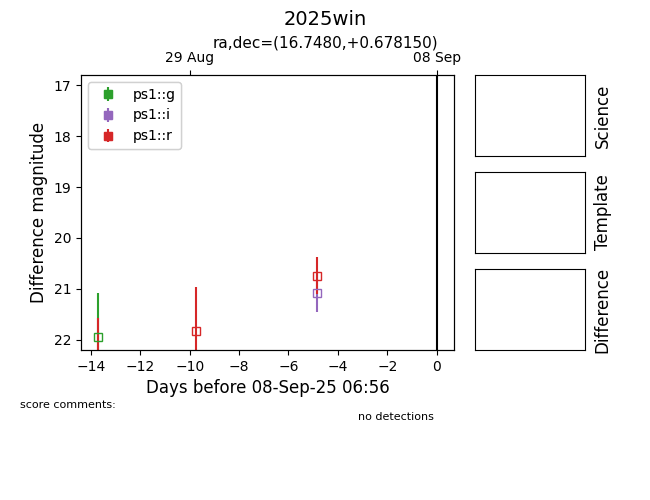 2025win
ra,dec=(16.7480,+0.678150)
29 Aug
08 Sep
ps1::g
ps1::i
ps1::r
17
18
19
20
21
22
Difference magnitude
−14
−12
−10
−8
−6
−4
−2
0
Days before 08-Sep-25 06:56
Science
Template
Difference
score comments:
no detections